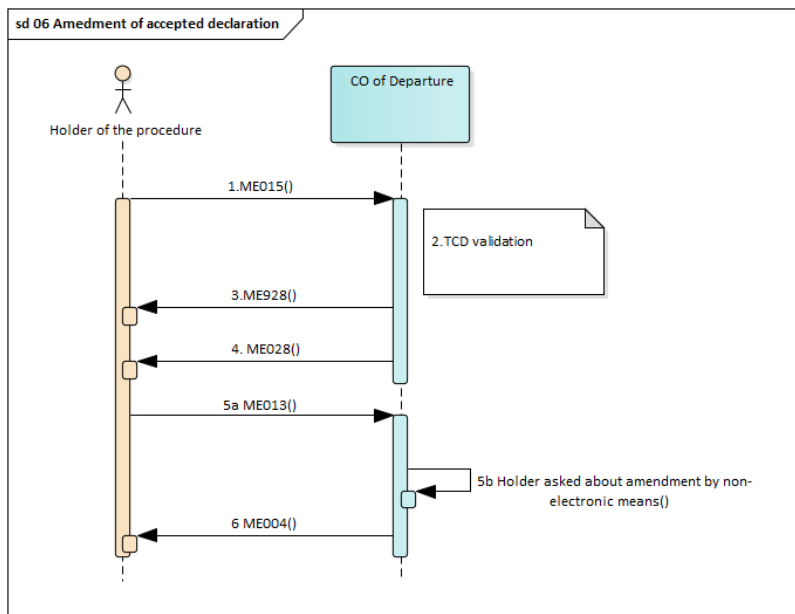 sd 06 Amedment of accepted declaration
CO of Departure
Holder of the procedure
1.ME015()
2.TCD validation
3.ME928()
4. ME028()
5a ME013()
5b Holder asked about amendment by non-
electronic means()
6 ME004()